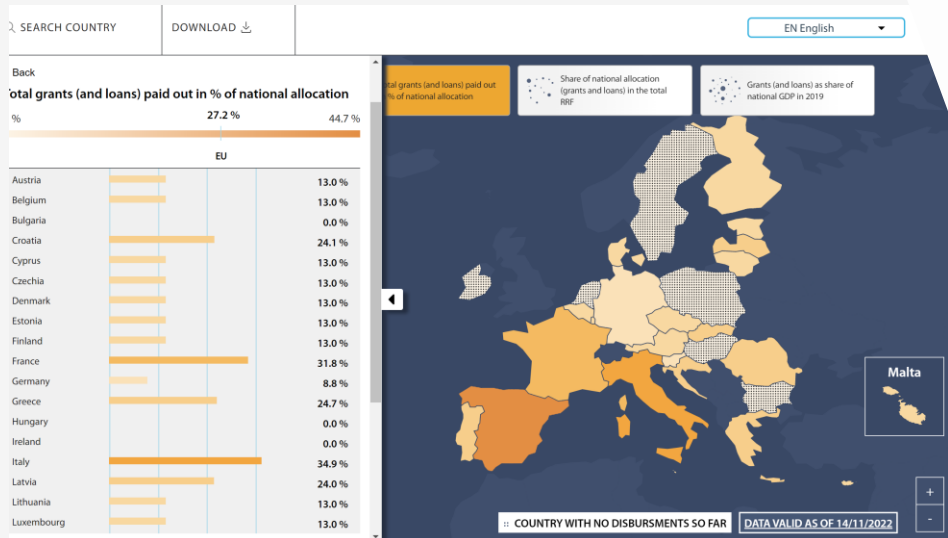 SEARCH COUNTRY
DOWNLOAD
EN English
Back
Total grants (and loans) paid out in % of national allocation
%
27.2 %
44.7 %
EU
Austria 13.0 %
Belgium 13.0 %
Bulgaria 0.0 %
Croatia 24.1 %
Cyprus 13.0 %
Czechia 13.0 %
Denmark 13.0 %
Estonia 13.0 %
Finland 13.0 %
France 31.8 %
Germany 8.8 %
Greece 24.7 %
Hungary 0.0 %
Ireland 0.0 %
Italy 34.9 %
Latvia 24.0 %
Lithuania 13.0 %
Luxembourg 13.0 %
otal grants (and loans) paid out
% of national allocation
Share of national allocation
(grants and loans) in the total
RRF
Grants (and loans) as share of
national GDP in 2019
Malta
+
-
:: COUNTRY WITH NO DISBURSMENTS SO FAR
DATA VALID AS OF 14/11/2022